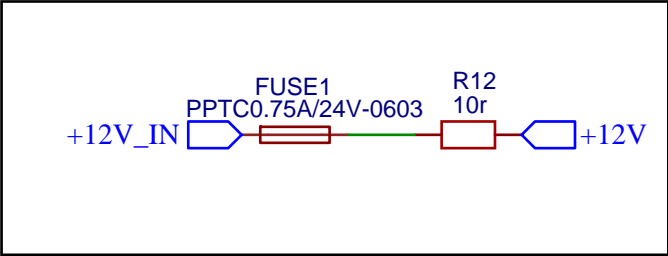 FUSE1
PPTC0.75A/24V-0603
R12
10r
+12V_IN
+12V